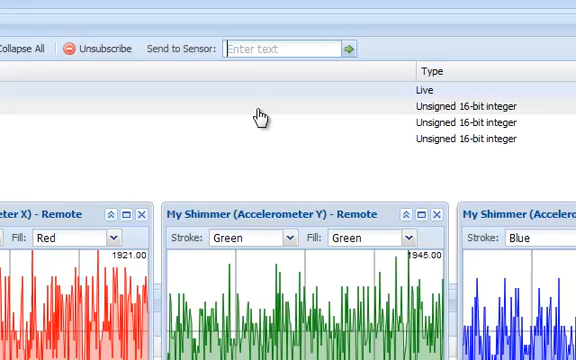 Collapse All Unsubscribe Send to Sensor: Enter text
Type
Live
Unsigned 16-bit integer
Unsigned 16-bit integer
Unsigned 16-bit integer
eter X) - Remote My Shimmer (Accelerometer Y) - Remote My Shimmer (Accelero
Fill: Red Stroke: Green Fill: Green Stroke: Blue
1921.00 1945.00